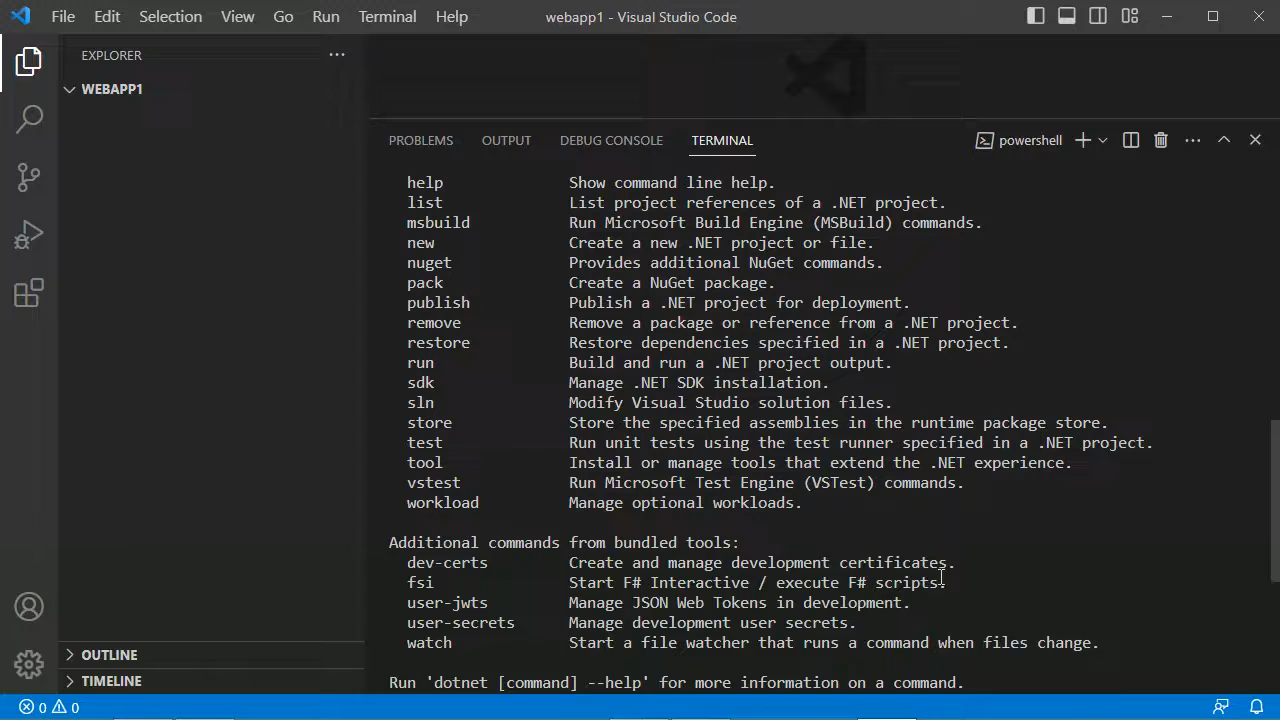 File Edit Selection View Go Run Terminal Help webapp1 - Visual Studio Code
EXPLORER
WEBAPP1
OUTLINE
TIMELINE
PROBLEMS OUTPUT DEBUG CONSOLE TERMINAL powershell
help Show command line help.
list List project references of a .NET project.
msbuild Run Microsoft Build Engine (MSBuild) commands.
new Create a new .NET project or file.
nuget Provides additional NuGet commands.
pack Create a NuGet package.
publish Publish a .NET project for deployment.
remove Remove a package or reference from a .NET project.
restore Restore dependencies specified in a .NET project.
run Build and run a .NET project output.
sdk Manage .NET SDK installation.
sln Modify Visual Studio solution files.
store Store the specified assemblies in the runtime package store.
test Run unit tests using the test runner specified in a .NET project.
tool Install or manage tools that extend the .NET experience.
vstest Run Microsoft Test Engine (VSTest) commands.
workload Manage optional workloads.
Additional commands from bundled tools:
dev-certs Create and manage development certificates.
fsi Start F# Interactive / execute F# scripts.
user-jwts Manage JSON Web Tokens in development.
user-secrets Manage development user secrets.
watch Start a file watcher that runs a command when files change.
Run 'dotnet [command] --help' for more information on a command.
0 0